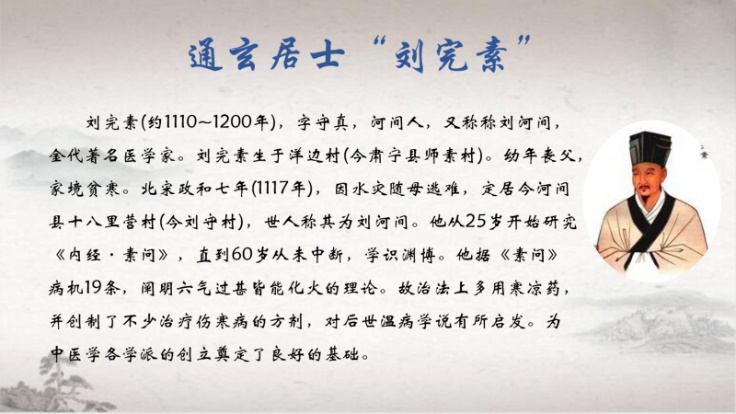 通玄居士“刘完素”
刘完素(约1110~1200年)，字守真，河间人，又称称刘河间，
金代著名医学家。刘完素生于洋边村(今肃宁县师素村)。幼年丧父，
家境贫寒。北宋政和七年(1117年)，因水灾随母逃难，定居今河间
县十八里营村(今刘守村)，世人称其为刘河间。他从25岁开始研究
《内经·素问》，直到60岁从未中断，学识渊博。他据《素问》
病机19条，阐明六气过甚皆能化火的理论。故治法上多用寒凉药，
并创制了不少治疗伤寒病的方剂，对后世温病学说有所启发。为
中医学各学派的创立奠定了良好的基础。